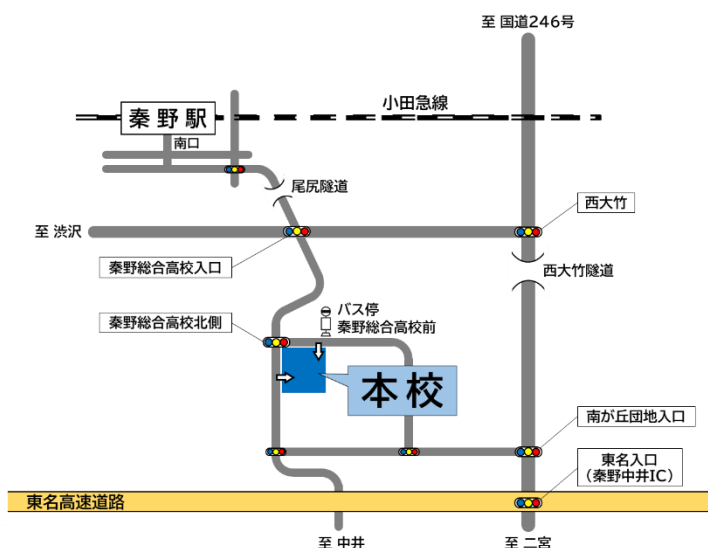 至 国道246号
小田急線
秦野駅
南口
尾尻隧道
西大竹
至 渋沢
秦野総合高校入口
西大竹隧道
バス停
秦野総合高校前
秦野総合高校北側
本校
南が丘団地入口
東名入口
（秦野中井IC）
東名高速道路
至 中井
至 二宮